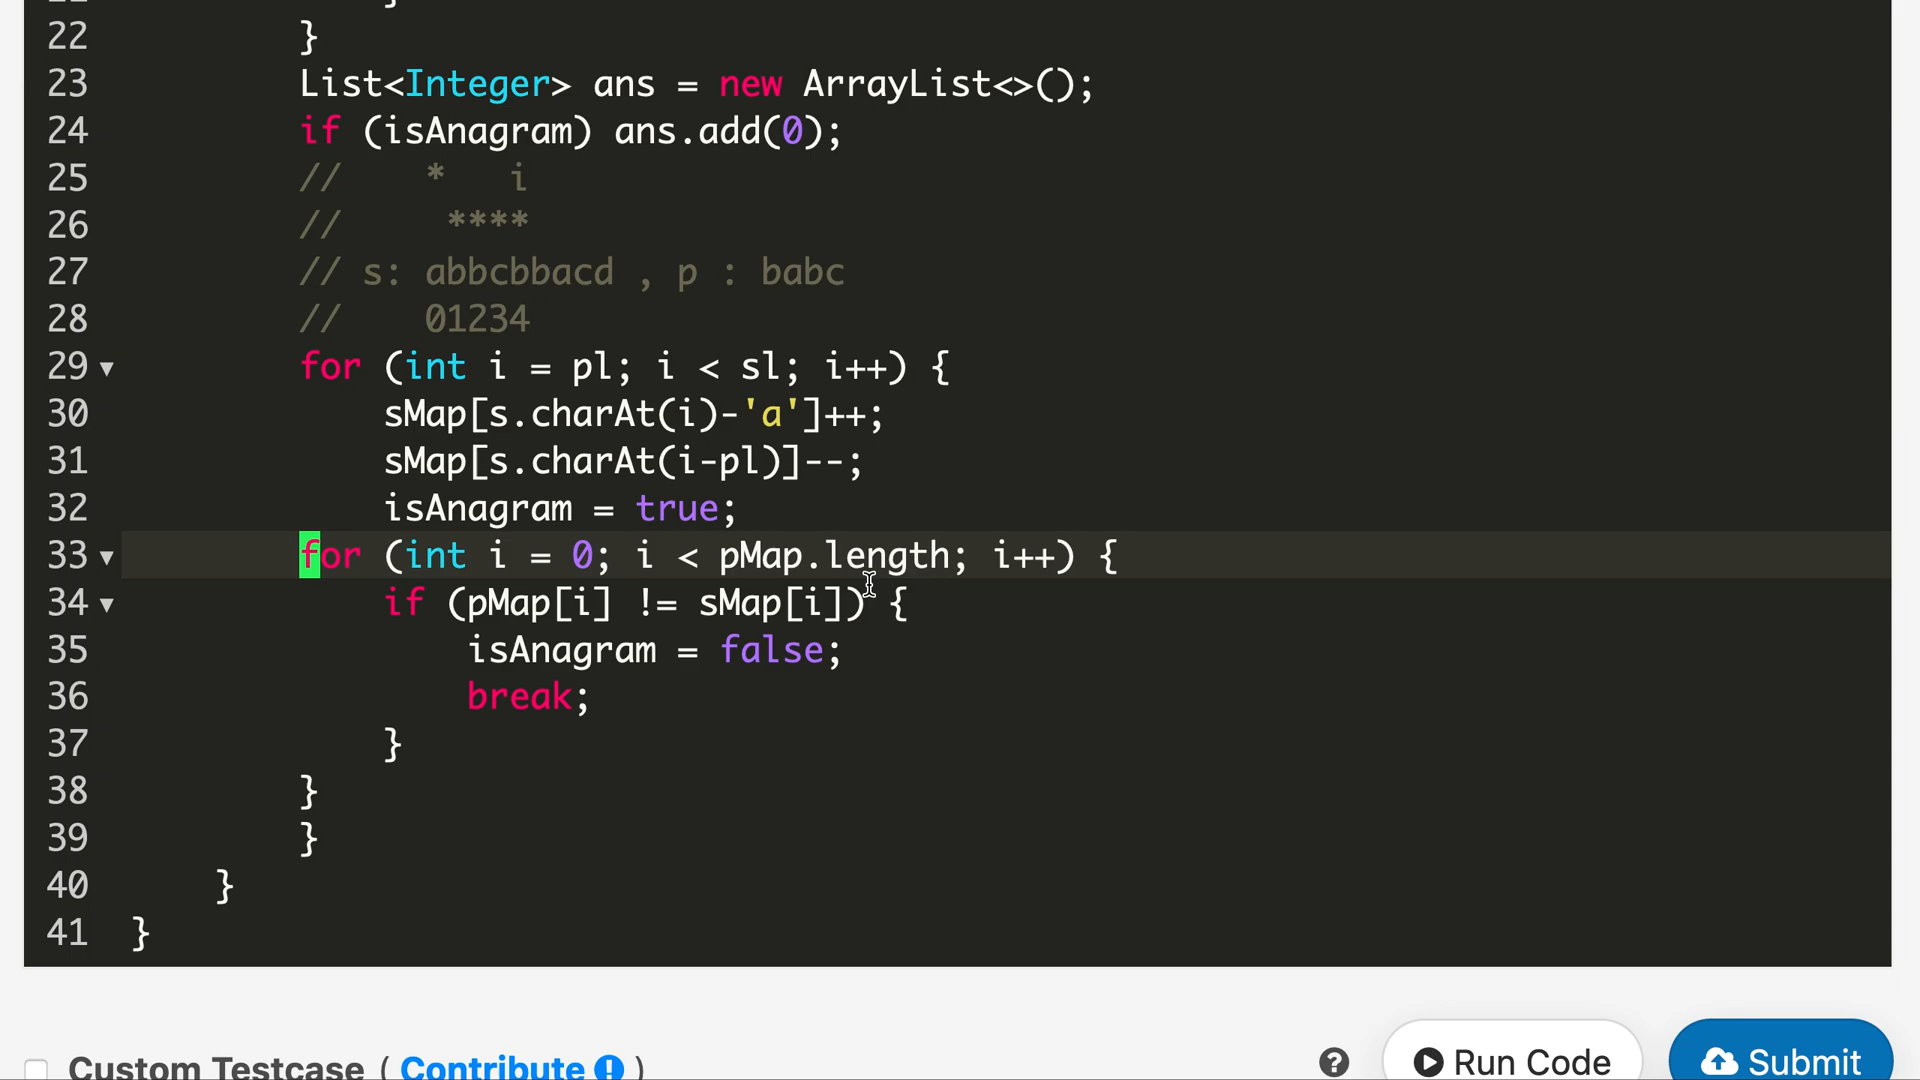 22 }
23 List<Integer> ans = new ArrayList<>();
24 if (isAnagram) ans.add(0);
25 // * i
26 // ****
27 // s: abbcbbacd , p : babc
28 // 01234
29 for (int i = pl; i < sl; i++) {
30 sMap[s.charAt(i)-'a']++;
31 sMap[s.charAt(i-pl)]--;
32 isAnagram = true;
33 for (int i = 0; i < pMap.length; i++) {
34 if (pMap[i] != sMap[i]) {
35 isAnagram = false;
36 break;
37 }
38 }
39 }
40 }
41 }
Custom Testcase ( Contribute ! )
? Run Code Submit